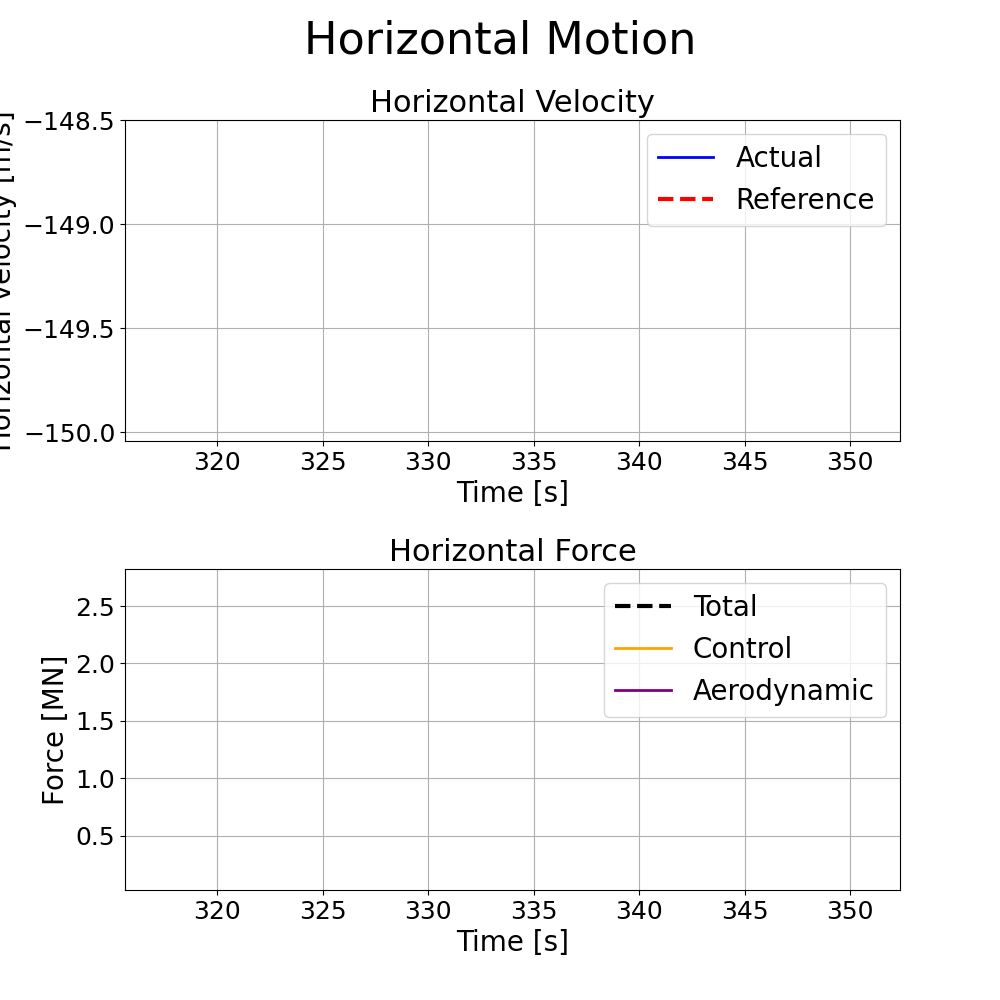 Horizontal Motion
Horizontal Velocity
Horizontal Velocity [m/s]
−148.5
−149.0
−149.5
−150.0
Actual
Reference
320 325 330 335 340 345 350
Time [s]
Horizontal Force
Force [MN]
2.5
2.0
1.5
1.0
0.5
Total
Control
Aerodynamic
320 325 330 335 340 345 350
Time [s]